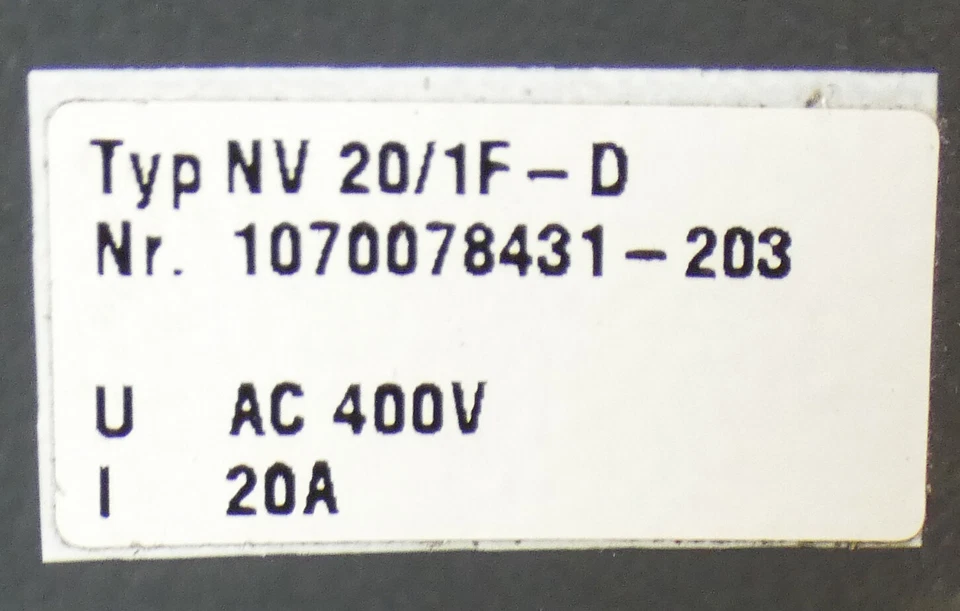 Typ NV 20/1F-D
Nr. 1070078431-203
U AC 400V
I 20A